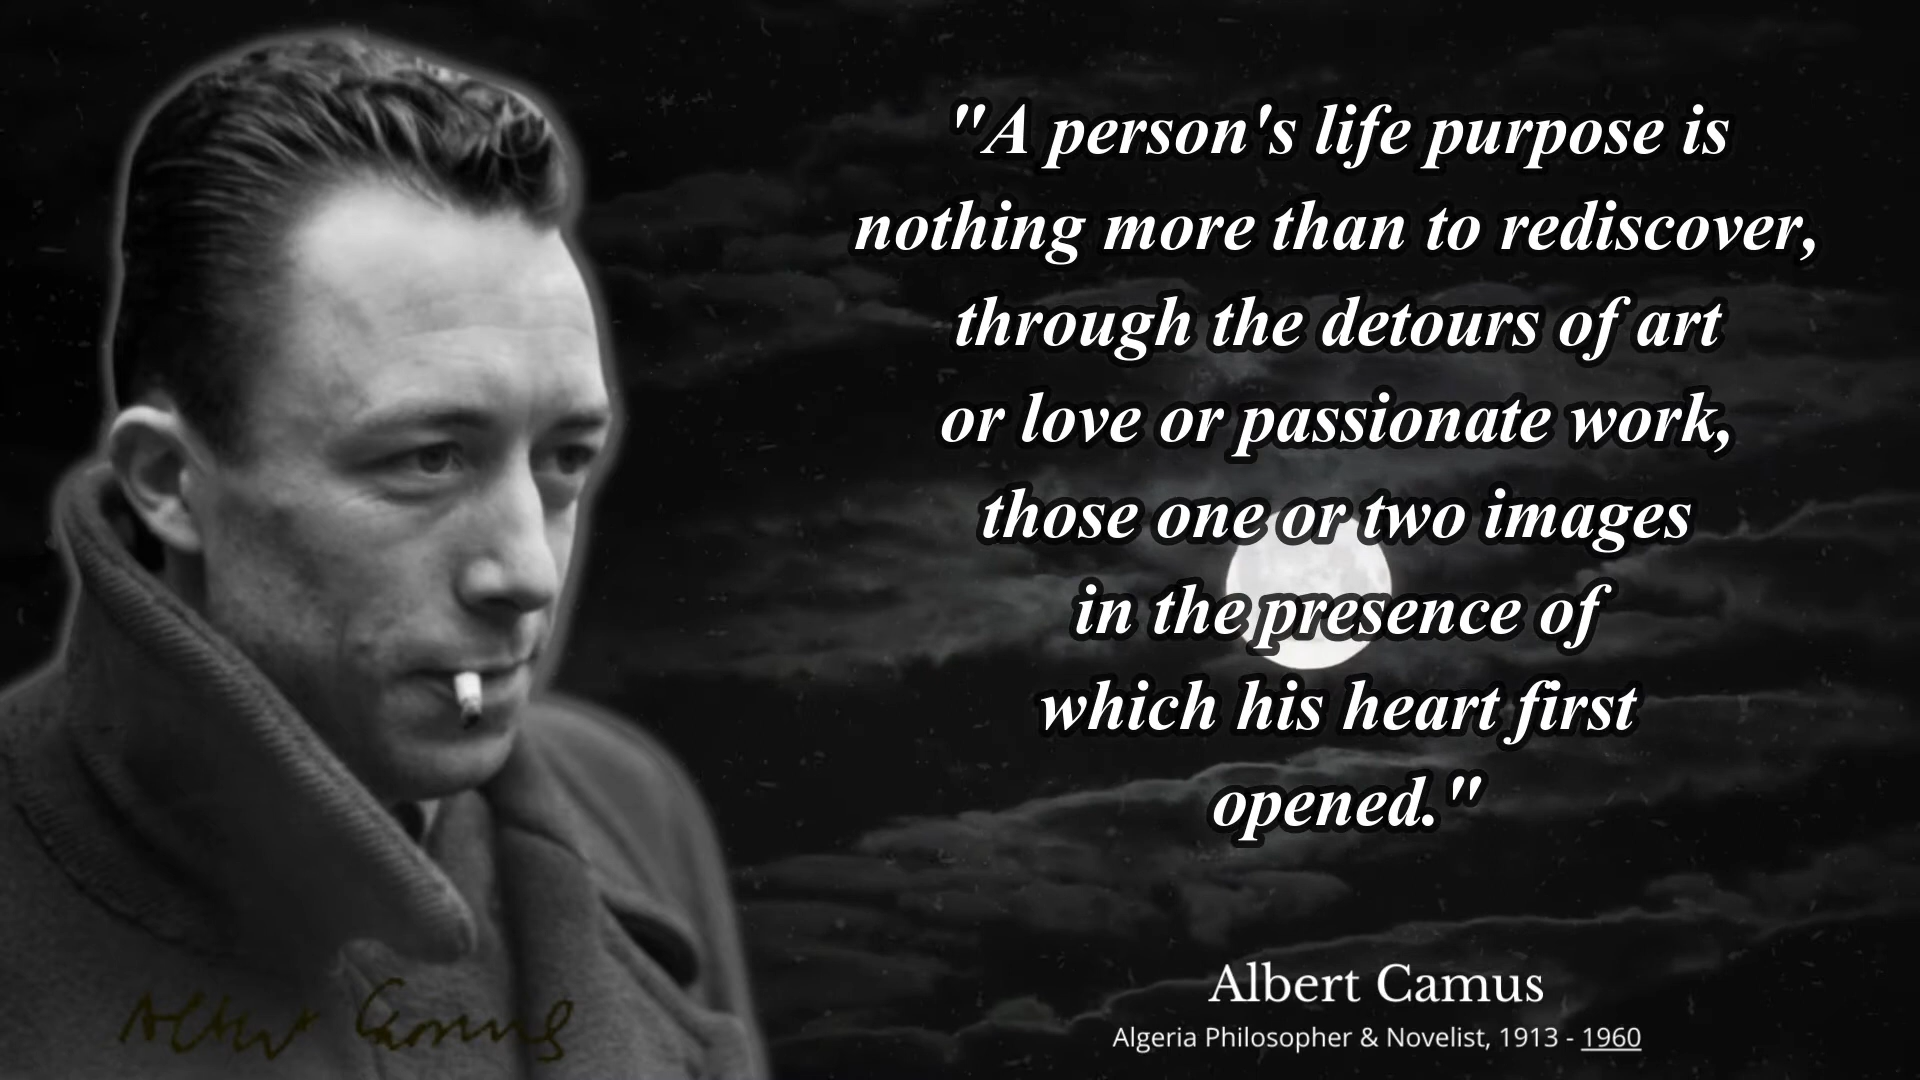 "A person's life purpose is
nothing more than to rediscover,
through the detours of art
or love or passionate work,
those one or two images
in the presence of
which his heart first
opened."
Albert Camus
Algeria Philosopher & Novelist, 1913 - 1960
Albert Camus